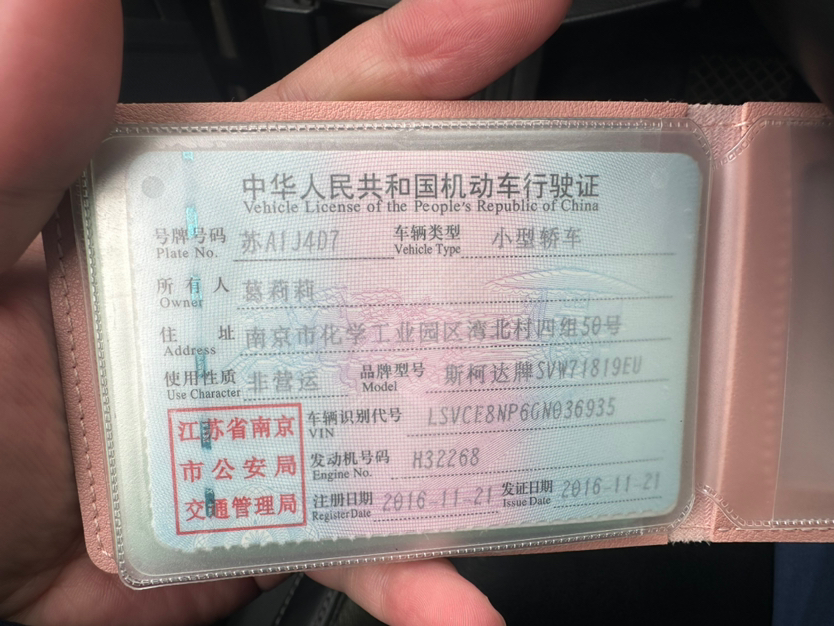 中华人民共和国机动车行驶证
Vehicle License of the People's Republic of China
号牌号码 苏A1J4D7 车辆类型 小型轿车
Plate No. Vehicle Type
所有人 葛莉莉
Owner
住址 南京市化学工业园区湾北村四组50号
Address
使用性质 非营运 品牌型号 斯柯达牌SVW71819EU
Use Character Model
江苏省南京
市公安局
交通管理局
车辆识别代号 LSVCE8NP6GN036935
VIN
发动机号码 H32268
Engine No.
注册日期 2016-11-21 发证日期 2016-11-21
Register Date Issue Date